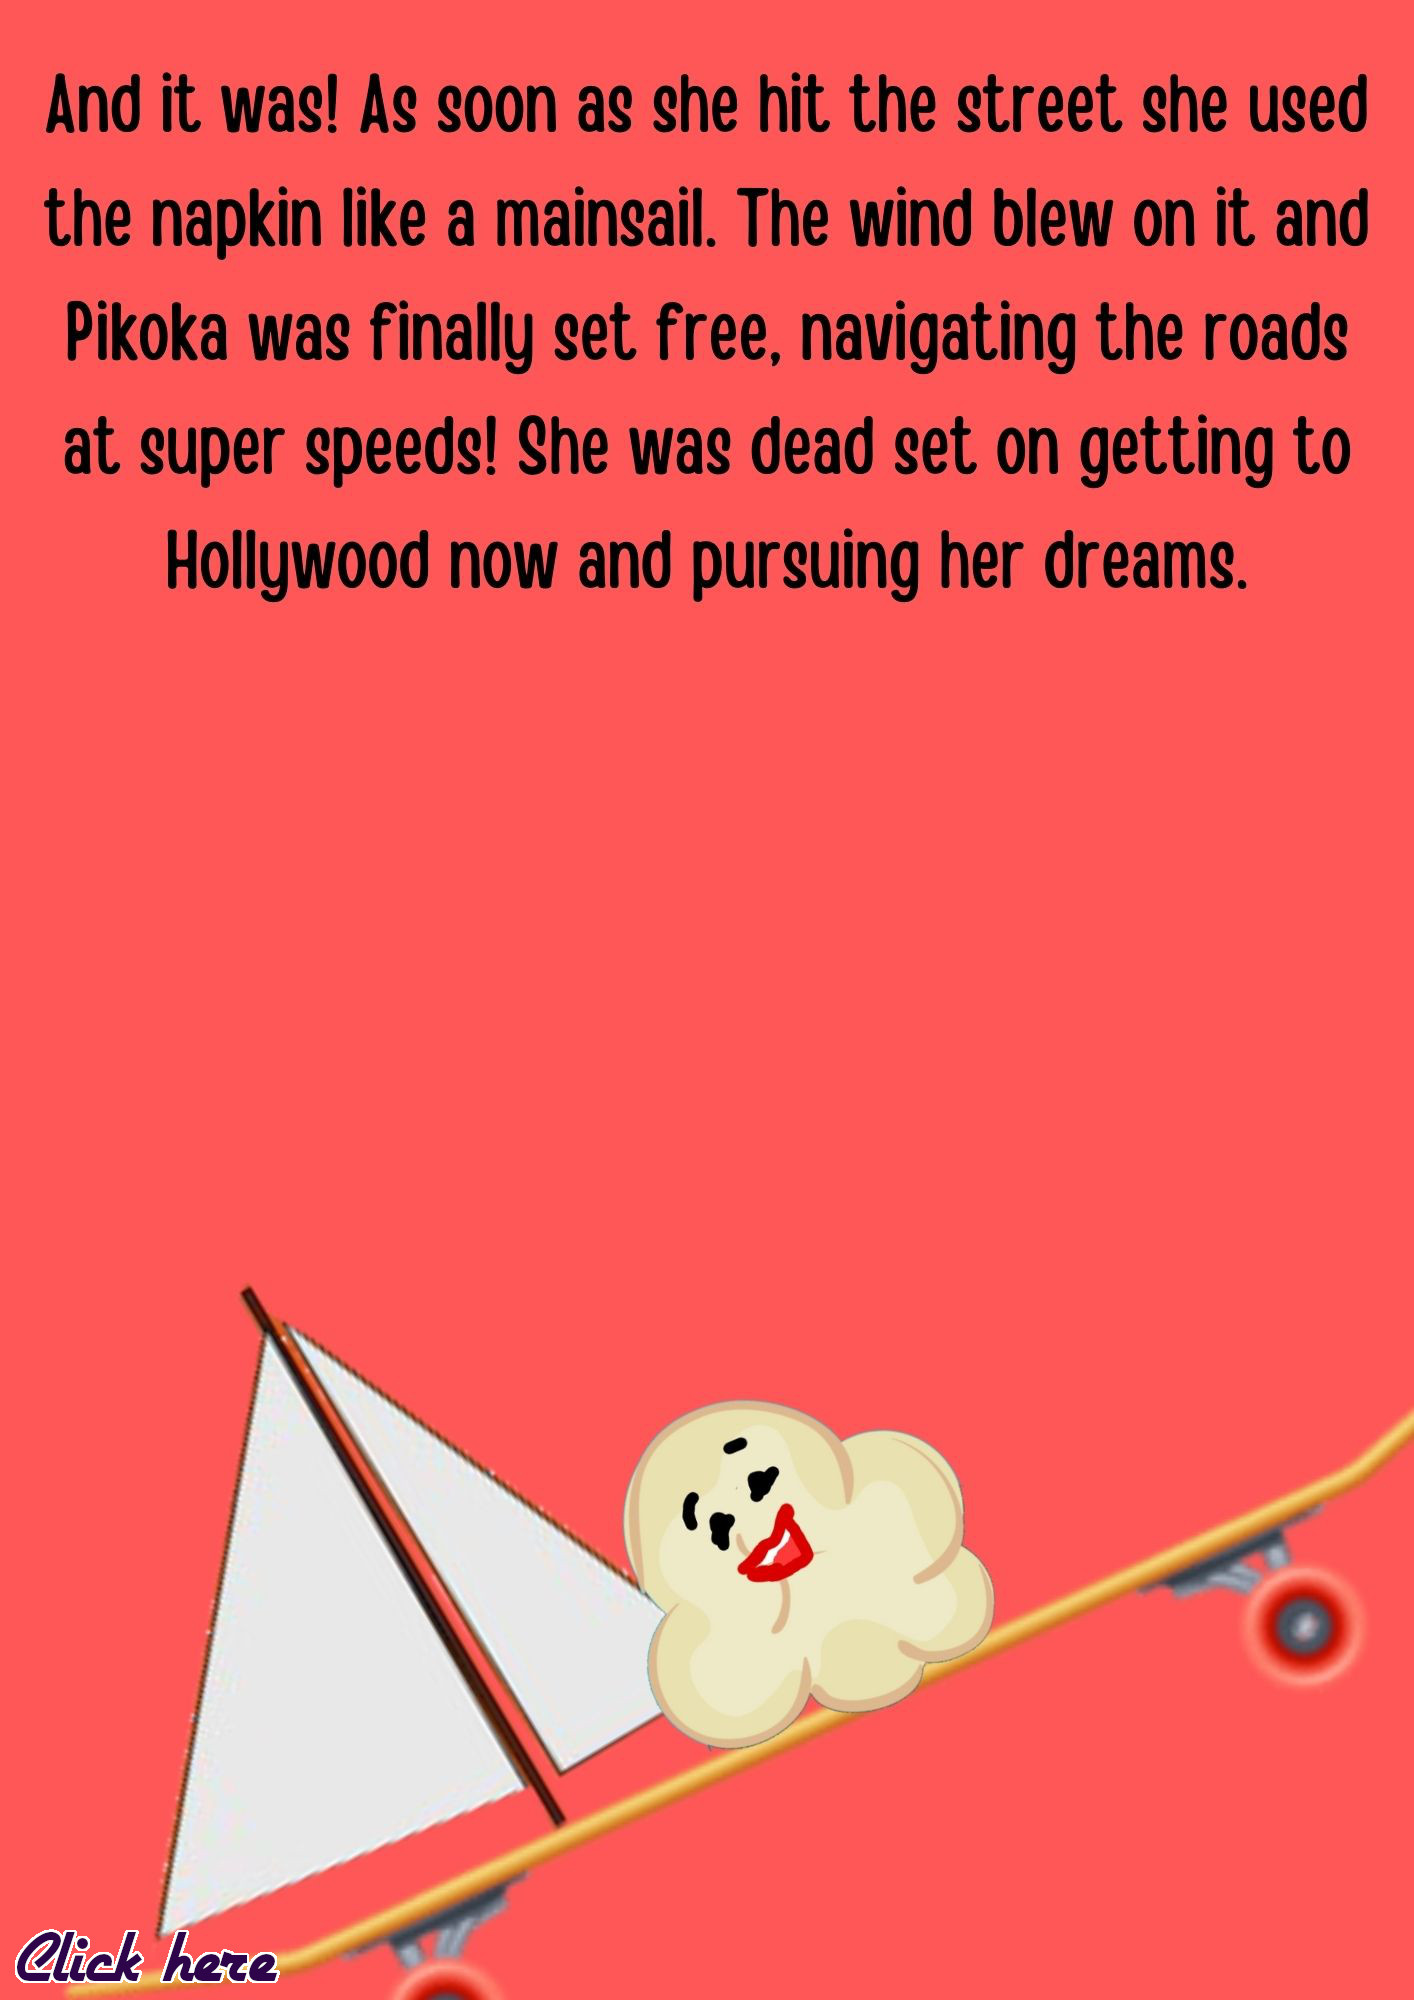 And it was! As soon as she hit the street she used
the napkin like a mainsail. The wind blew on it and
Pikoka was finally set free, navigating the roads
at super speeds! She was dead set on getting to
Hollywood now and pursuing her dreams.
Click here